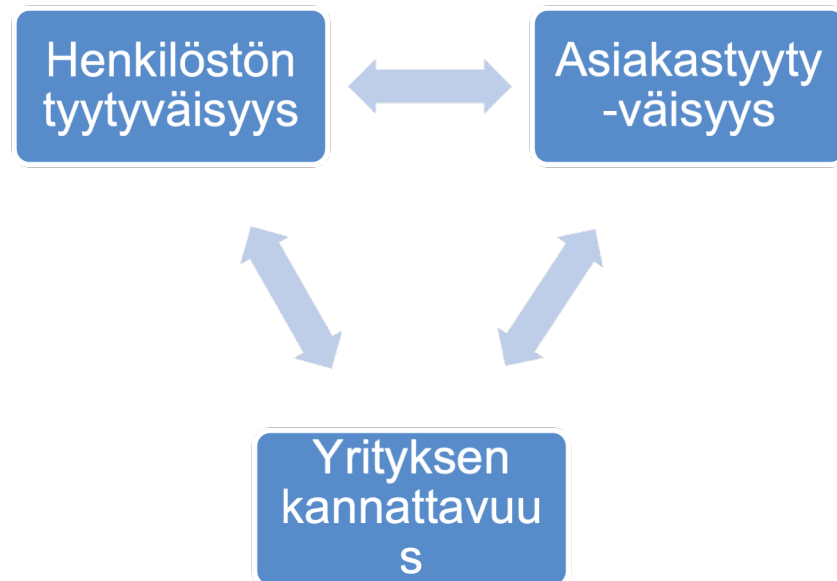 Henkilöstön
tyytyväisyys
Asiakastyyty
-väisyys
Yrityksen
kannattavuu
s